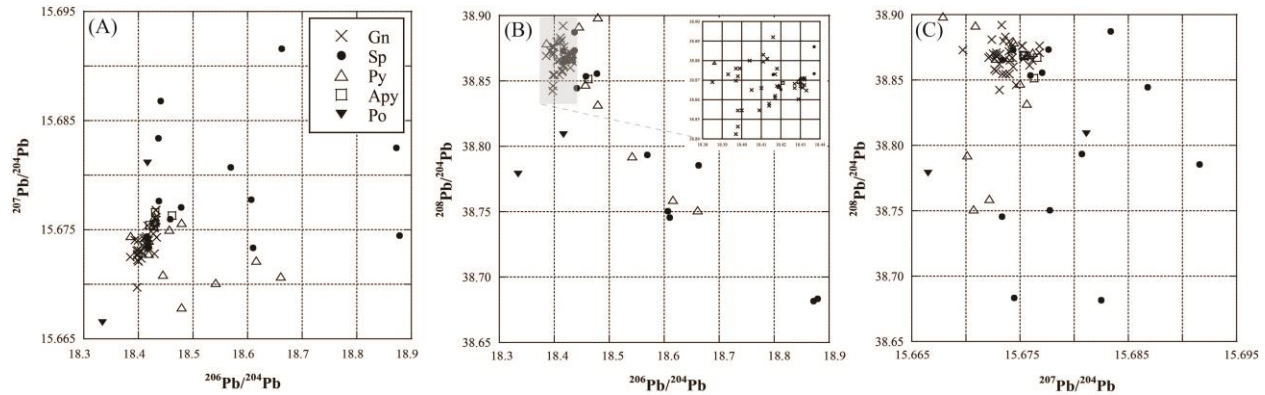 (A)
Gn
Sp
Py
Apy
Po
15.695
15.685
15.675
15.665
²⁰⁷Pb/²⁰⁴Pb
18.3 18.4 18.5 18.6 18.7 18.8 18.9
²⁰⁶Pb/²⁰⁴Pb
(B)
38.90
38.85
38.80
38.75
38.70
38.65
²⁰⁸Pb/²⁰⁴Pb
18.3 18.4 18.5 18.6 18.7 18.8 18.9
²⁰⁶Pb/²⁰⁴Pb
(C)
38.90
38.85
38.80
38.75
38.70
38.65
²⁰⁸Pb/²⁰⁴Pb
15.665 15.675 15.685 15.695
²⁰⁷Pb/²⁰⁴Pb